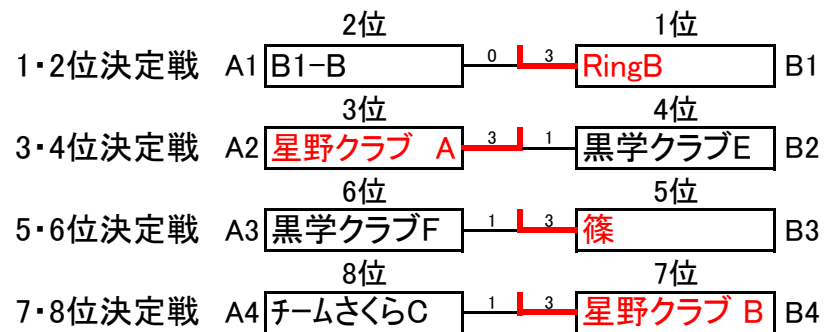 2位 1位
1・2位決定戦 A1 B1-B 0 3 RingB B1
3位 4位
3・4位決定戦 A2 星野クラブ A 3 1 黒学クラブE B2
6位 5位
5・6位決定戦 A3 黒学クラブF 1 3 篠 B3
8位 7位
7・8位決定戦 A4 チームさくらC 1 3 星野クラブ B B4